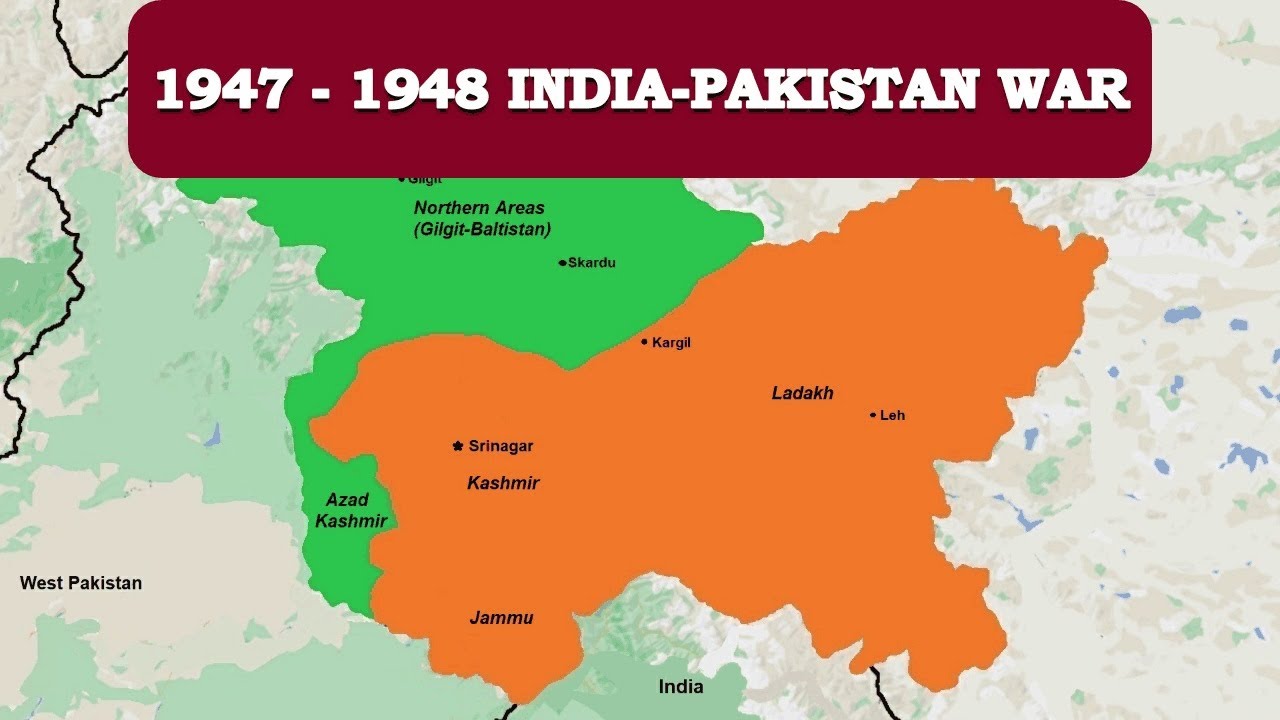 1947 - 1948 INDIA-PAKISTAN WAR
Gilgit
Northern Areas
(Gilgit-Baltistan)
Skardu
Kargil
Ladakh
Leh
Srinagar
Kashmir
Azad
Kashmir
West Pakistan
Jammu
India